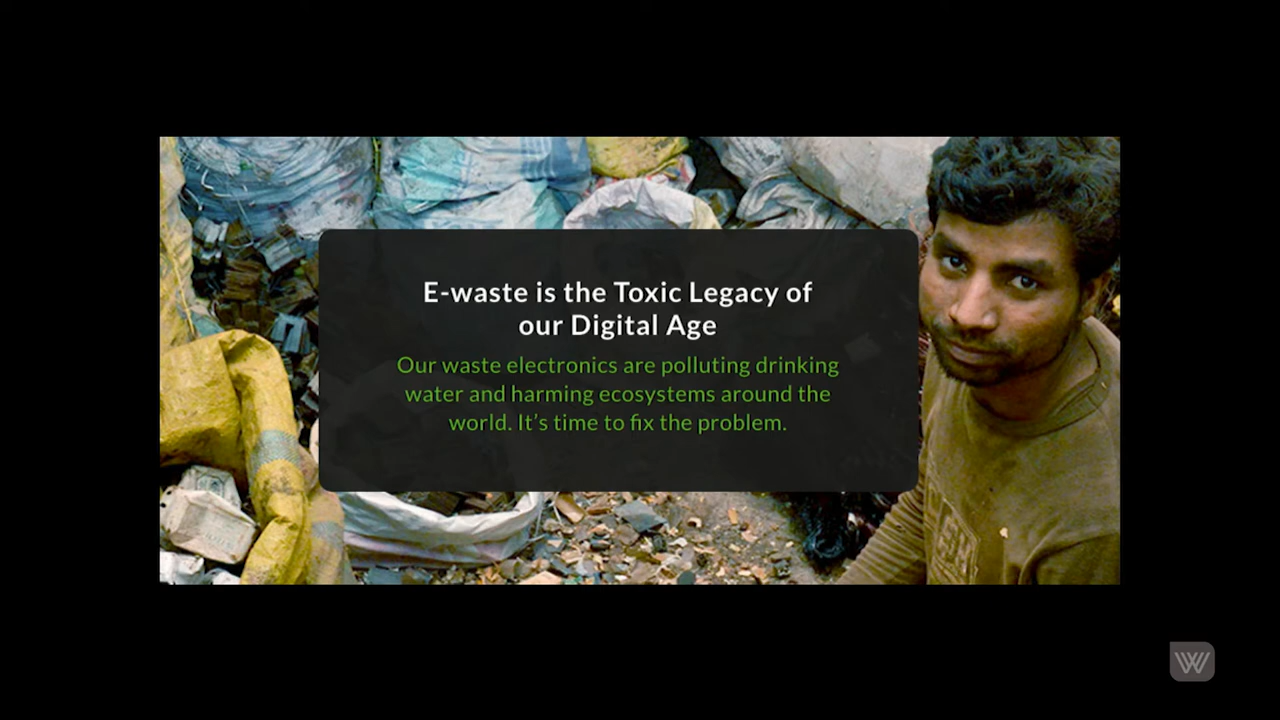 E-waste is the Toxic Legacy of
our Digital Age
Our waste electronics are polluting drinking
water and harming ecosystems around the
world. It’s time to fix the problem.